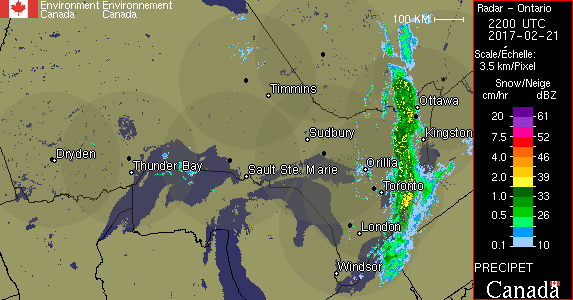 Environment Environnement
Canada Canada
100 KM
Timmins
Ottawa
Sudbury
Kingston
Dryden
Thunder Bay
Sault Ste. Marie
Orillia
Toronto
London
Windsor
Radar - Ontario
2200 UTC
2017-02-21
Scale/Échelle:
3.5 km/Pixel
Snow/Neige
cm/hr dBZ
20 61
7.5 52
4.0 46
2.0 39
1.0 33
0.5 26
0.1 10
PRECIPET
Canada